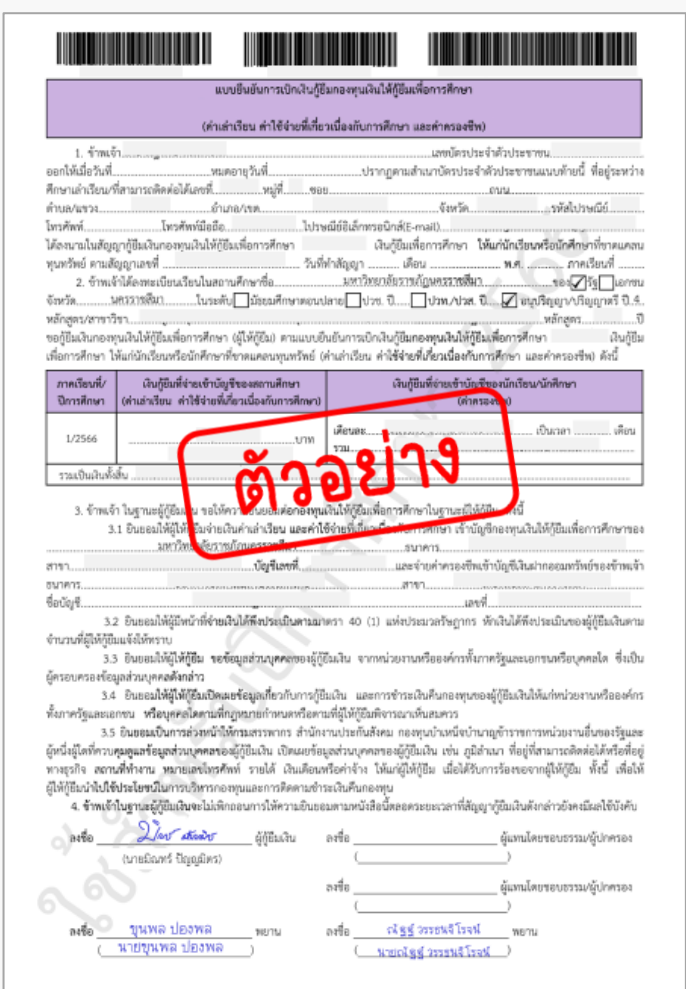 แบบยืนยันการเบิกเงินกู้ยืมกองทุนเงินให้กู้ยืมเพื่อการศึกษา
(ค่าเล่าเรียน ค่าใช้จ่ายที่เกี่ยวเนื่องกับการศึกษา และค่าครองชีพ)
1. ข้าพเจ้า เลขบัตรประจำตัวประชาชน
ออกให้เมื่อวันที่ หมดอายุวันที่ ปรากฏตามสำเนาบัตรประจำตัวประชาชนแนบท้ายนี้ ที่อยู่ระหว่าง
ศึกษาเล่าเรียน/ที่สามารถติดต่อได้เลขที่ หมู่ที่ ซอย ถนน
ตำบล/แขวง อำเภอ/เขต จังหวัด รหัสไปรษณีย์
โทรศัพท์ โทรศัพท์มือถือ ไปรษณีย์อิเล็กทรอนิกส์(E-mail)
ได้ลงนามในสัญญากู้ยืมเงินกองทุนเงินให้กู้ยืมเพื่อการศึกษา เงินกู้ยืมเพื่อการศึกษา ให้แก่นักเรียนหรือนักศึกษาที่ขาดแคลน
ทุนทรัพย์ ตามสัญญาเลขที่ วันที่ทำสัญญา เดือน พ.ศ. ภาคเรียนที่
2. ข้าพเจ้าได้ลงทะเบียนเรียนในสถานศึกษาชื่อ มหาวิทยาลัยราชภัฏนครราชสีมา ของ รัฐ เอกชน
จังหวัด นครราชสีมา ในระดับ มัธยมศึกษาตอนปลาย ปวช. ปี ปวท./ปวส. ปี อนุปริญญา/ปริญญาตรี ปี 4
หลักสูตร/สาขาวิชา หลักสูตร ปี
ขอกู้ยืมเงินกองทุนเงินให้กู้ยืมเพื่อการศึกษา (ผู้ให้กู้ยืม) ตามแบบยืนยันการเบิกเงินกู้ยืมกองทุนเงินให้กู้ยืมเพื่อการศึกษา เงินกู้ยืม
เพื่อการศึกษา ให้แก่นักเรียนหรือนักศึกษาที่ขาดแคลนทุนทรัพย์ (ค่าเล่าเรียน ค่าใช้จ่ายที่เกี่ยวเนื่องกับการศึกษา และค่าครองชีพ) ดังนี้
ภาคเรียนที่/ เงินกู้ยืมที่จ่ายเข้าบัญชีของสถานศึกษา เงินกู้ยืมที่จ่ายเข้าบัญชีของนักเรียน/นักศึกษา
ปีการศึกษา (ค่าเล่าเรียน ค่าใช้จ่ายที่เกี่ยวเนื่องกับการศึกษา) (ค่าครองชีพ)
1/2566 บาท เดือนละ เป็นเวลา เดือน
รวม
รวมเป็นเงินทั้งสิ้น
ตัวอย่าง
3. ข้าพเจ้า ในฐานะผู้กู้ยืมเงิน ขอให้ความยินยอมต่อกองทุนเงินให้กู้ยืมเพื่อการศึกษาในฐานะผู้ให้กู้ยืม ดังนี้
3.1 ยินยอมให้ผู้ให้กู้ยืมจ่ายเงินค่าเล่าเรียน และค่าใช้จ่ายที่เกี่ยวเนื่องกับการศึกษา เข้าบัญชีกองทุนเงินให้กู้ยืมเพื่อการศึกษาของ
มหาวิทยาลัยราชภัฏนครราชสีมา ธนาคาร
สาขา บัญชีเลขที่ และจ่ายค่าครองชีพเข้าบัญชีเงินฝากออมทรัพย์ของข้าพเจ้า
ธนาคาร สาขา
ชื่อบัญชี เลขที่
3.2 ยินยอมให้ผู้มีหน้าที่จ่ายเงินได้พึงประเมินตามมาตรา 40 (1) แห่งประมวลรัษฎากร หักเงินได้พึงประเมินของผู้กู้ยืมเงินตาม
จำนวนที่ผู้ให้กู้ยืมแจ้งให้ทราบ
3.3 ยินยอมให้ผู้ให้กู้ยืม ขอข้อมูลส่วนบุคคลของผู้กู้ยืมเงิน จากหน่วยงานหรือองค์กรทั้งภาครัฐและเอกชนหรือบุคคลใด ซึ่งเป็น
ผู้ครอบครองข้อมูลส่วนบุคคลดังกล่าว
3.4 ยินยอมให้ผู้ให้กู้ยืมเปิดเผยข้อมูลเกี่ยวกับการกู้ยืมเงิน และการชำระเงินคืนกองทุนของผู้กู้ยืมเงินให้แก่หน่วยงานหรือองค์กร
ทั้งภาครัฐและเอกชน หรือบุคคลใดตามที่กฎหมายกำหนดหรือตามที่ผู้ให้กู้ยืมพิจารณาเห็นสมควร
3.5 ยินยอมเป็นการล่วงหน้าให้กรมสรรพากร สำนักงานประกันสังคม กองทุนบำเหน็จบำนาญข้าราชการหน่วยงานอื่นของรัฐและ
ผู้หนึ่งผู้ใดที่ควบคุมดูแลข้อมูลส่วนบุคคลของผู้กู้ยืมเงิน เปิดเผยข้อมูลส่วนบุคคลของผู้กู้ยืมเงิน เช่น ภูมิลำเนา ที่อยู่ที่สามารถติดต่อได้หรือที่อยู่
ทางธุรกิจ สถานที่ทำงาน หมายเลขโทรศัพท์ รายได้ เงินเดือนหรือค่าจ้าง ให้แก่ผู้ให้กู้ยืม เมื่อได้รับการร้องขอจากผู้ให้กู้ยืม ทั้งนี้ เพื่อให้
ผู้ให้กู้ยืมนำไปใช้ประโยชน์ในการบริหารกองทุนและการติดตามชำระเงินคืนกองทุน
4. ข้าพเจ้าในฐานะผู้กู้ยืมเงินจะไม่เพิกถอนการให้ความยินยอมตามหนังสือนี้ตลอดระยะเวลาที่สัญญากู้ยืมเงินดังกล่าวยังคงมีผลใช้บังคับ
ลงชื่อ ผู้กู้ยืมเงิน ลงชื่อ ผู้แทนโดยชอบธรรม/ผู้ปกครอง
(นายมิณทร์ ปัญญมิตร) ( )
ลงชื่อ ผู้แทนโดยชอบธรรม/ผู้ปกครอง
( )
ลงชื่อ ขุนพล ปองพล พยาน ลงชื่อ ณัฐฐ์ วรรธนจิโรจน์ พยาน
( นายขุนพล ปองพล ) ( นายณัฐฐ์ วรรธนจิโรจน์ )